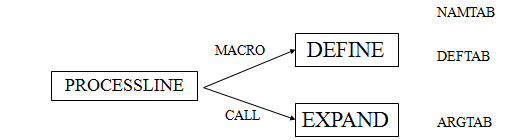 NAMTAB
MACRO
DEFINE
DEFTAB
PROCESSLINE
CALL
EXPAND
ARGTAB